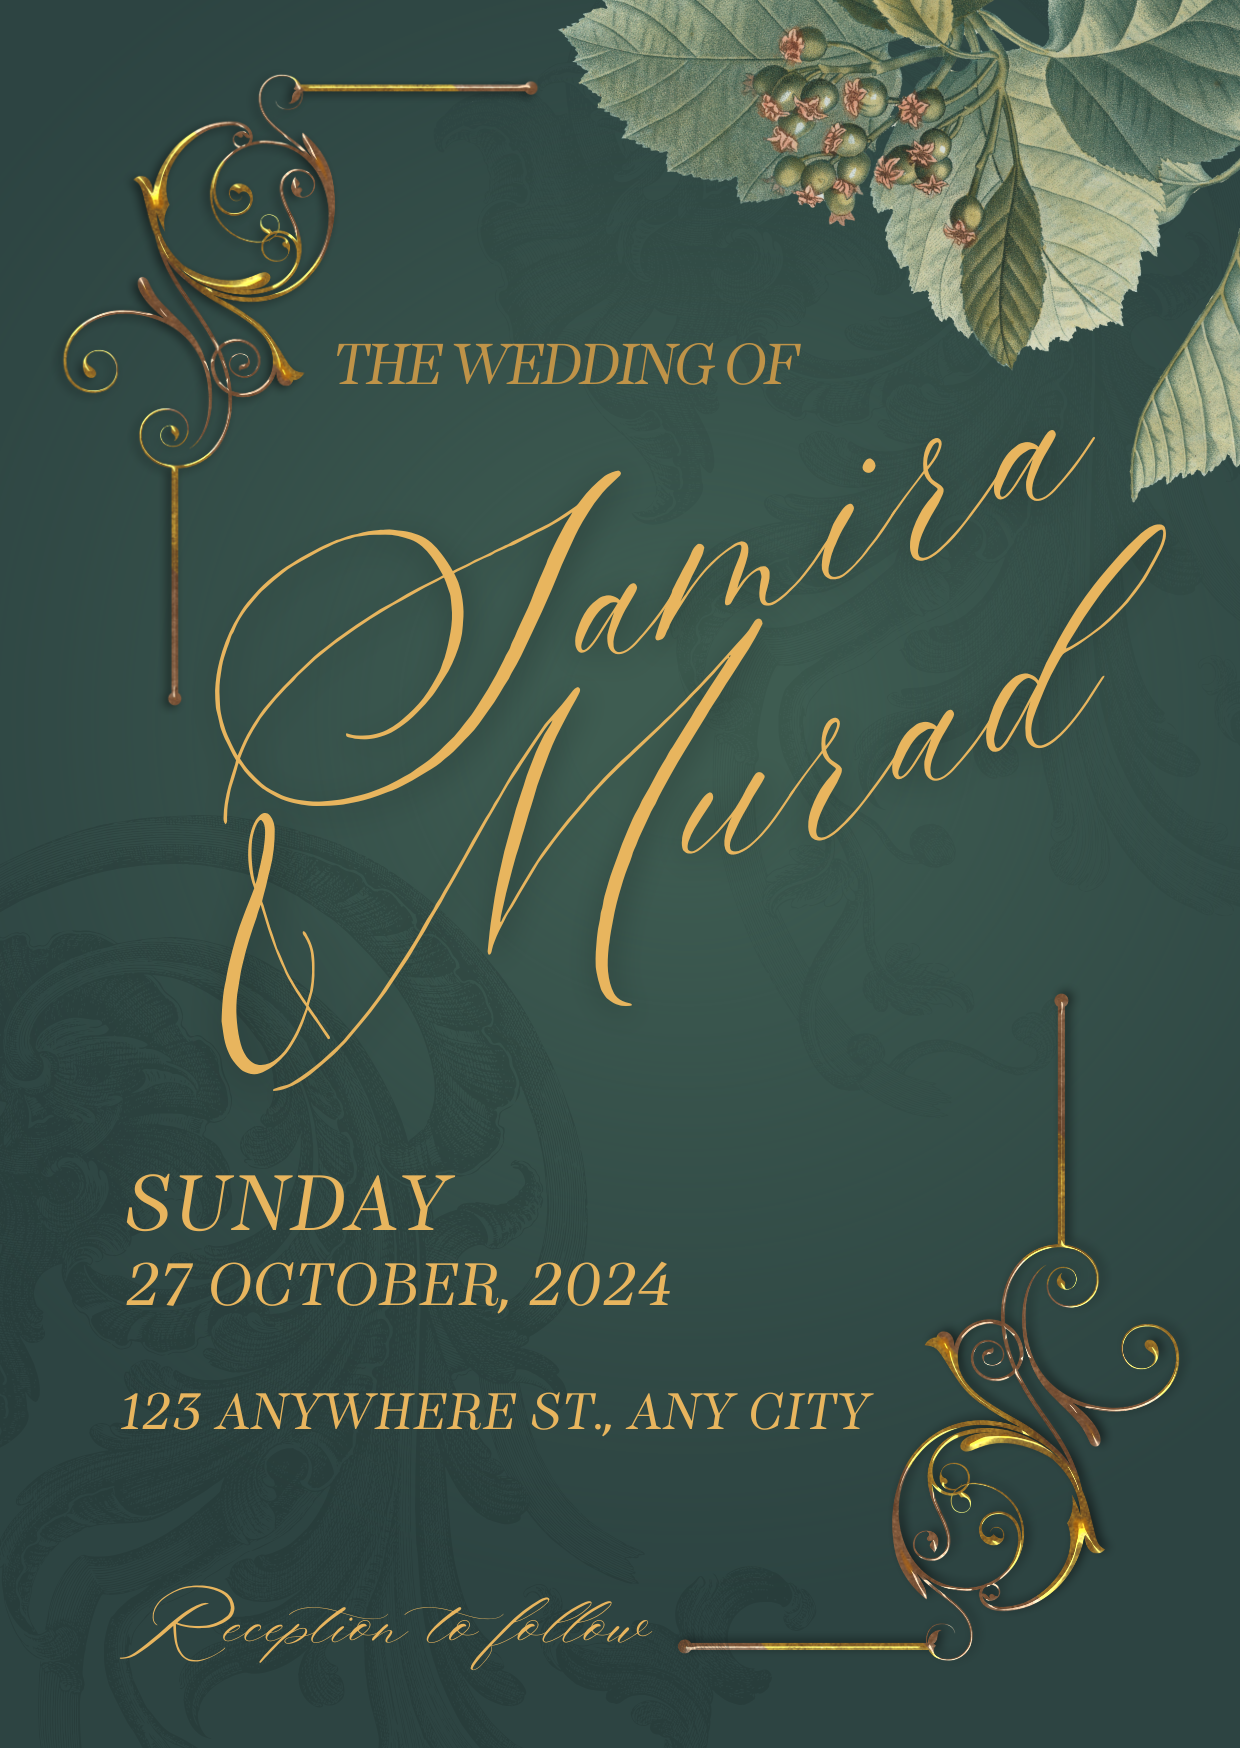 THE WEDDING OF
Samira
& Murad
SUNDAY
27 OCTOBER, 2024
123 ANYWHERE ST., ANY CITY
Reception to follow